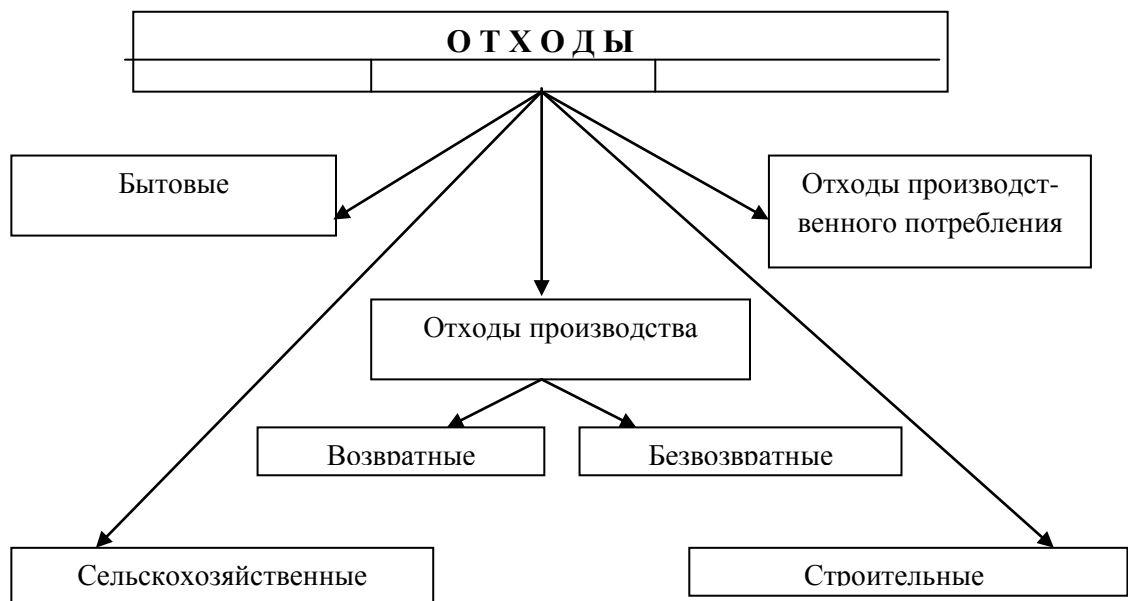 О Т Х О Д Ы
Бытовые
Отходы производст-
венного потребления
Отходы производства
Возвратные
Безвозвратные
Сельскохозяйственные
Строительные